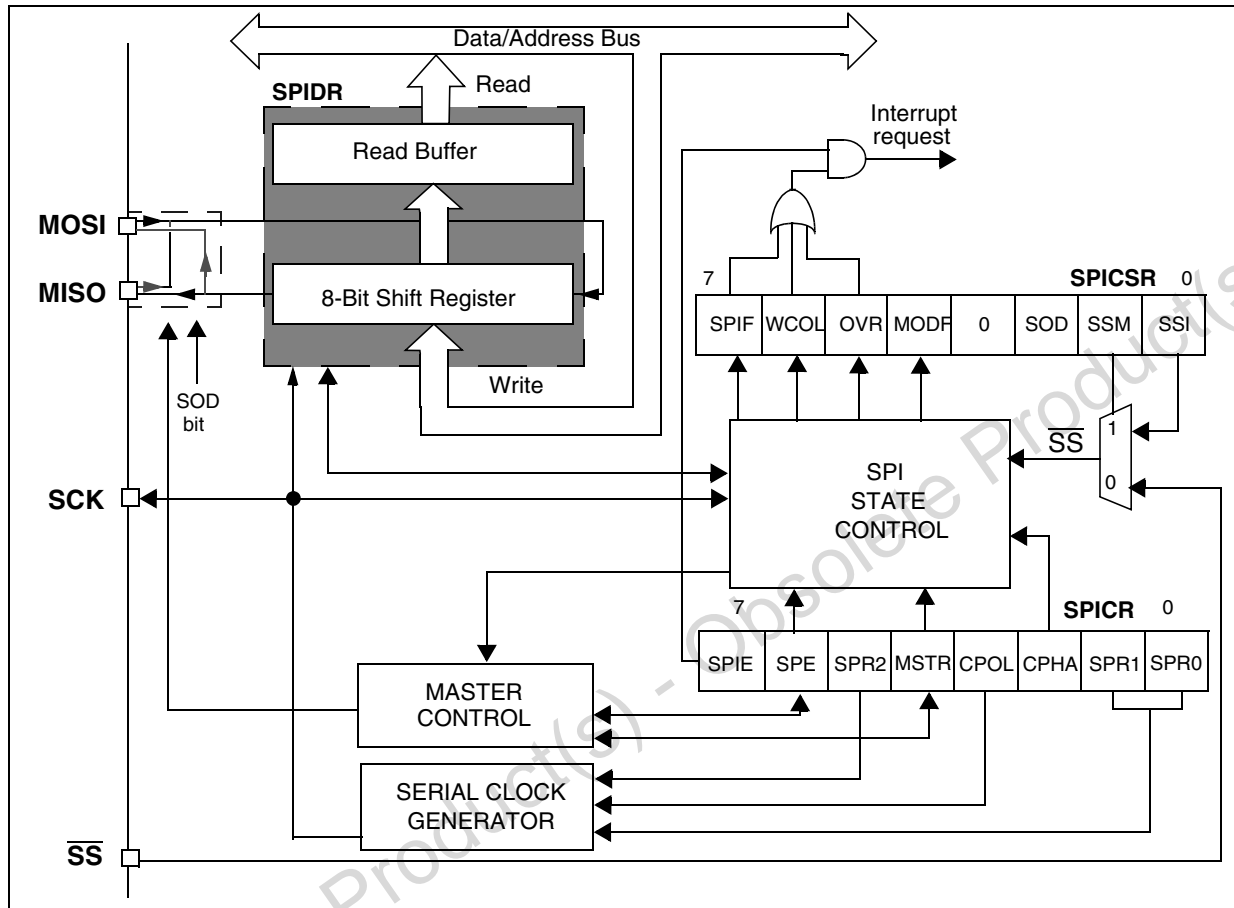 Data/Address Bus
SPIDR
Read
Read Buffer
Interrupt
request
MOSI
MISO
8-Bit Shift Register
7
SPICSR
0
SPIF WCOL OVR MODF 0 SOD SSM SSI
Write
SOD
bit
SS
1
0
SCK
SPI
STATE
CONTROL
7
SPICR
0
SPIE SPE SPR2 MSTR CPOL CPHA SPR1 SPR0
MASTER
CONTROL
SERIAL CLOCK
GENERATOR
SS
Product(s) - Obsolete Product(s